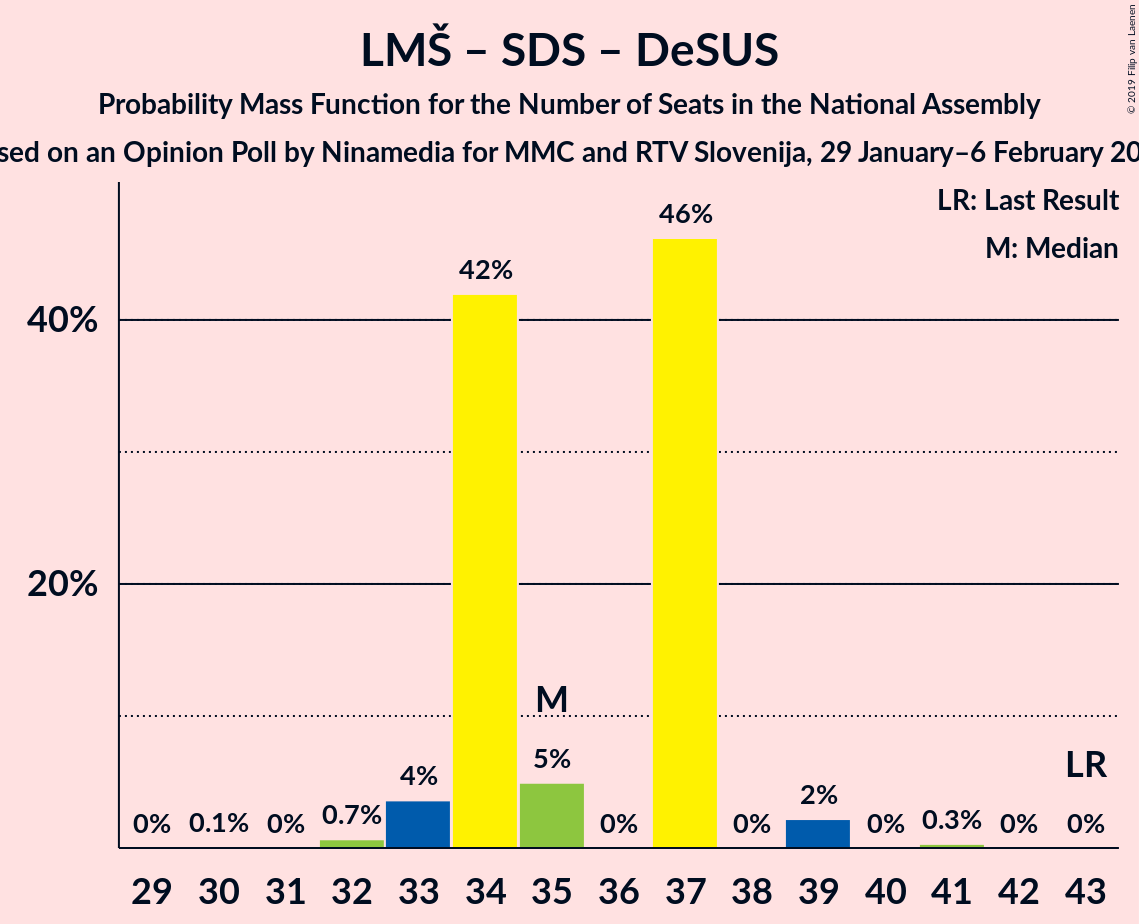 LMŠ – SDS – DeSUS
Probability Mass Function for the Number of Seats in the National Assembly
sed on an Opinion Poll by Ninamedia for MMC and RTV Slovenija, 29 January–6 February 20
© 2019 Filip van Laenen
LR: Last Result
M: Median
46%
42%
40%
20%
M
LR
5%
4%
2%
0% 0.1% 0% 0.7% 0% 0% 0% 0.3% 0% 0%
29 30 31 32 33 34 35 36 37 38 39 40 41 42 43